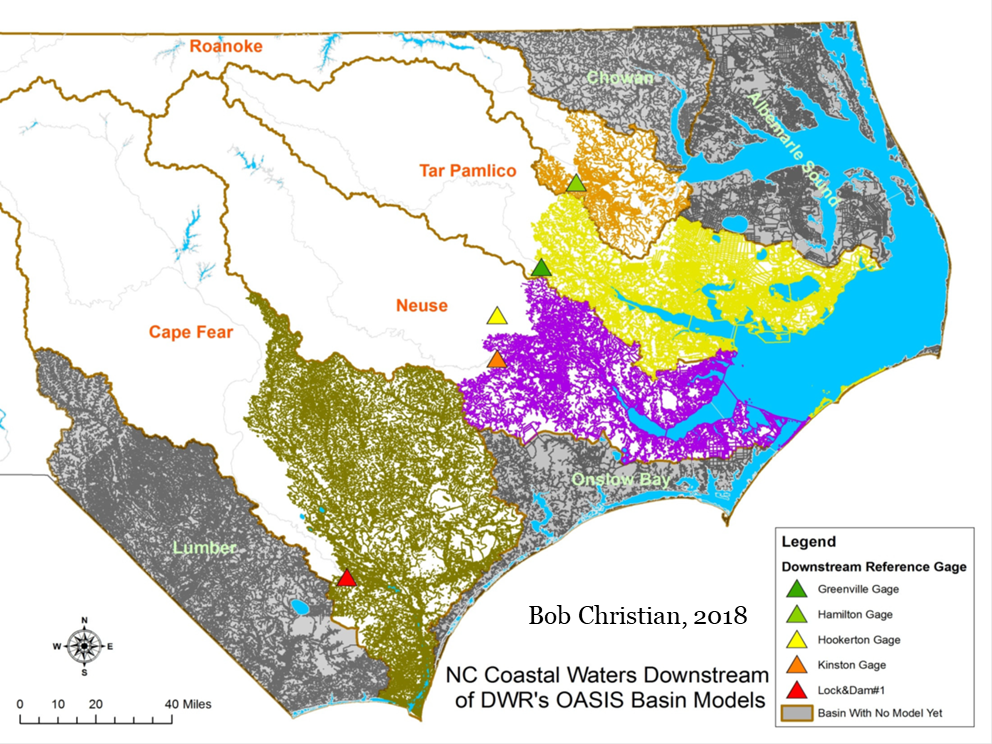 Roanoke
Chowan
Albemarle Sound
Tar Pamlico
Neuse
Cape Fear
Onslow Bay
Lumber
Legend
Downstream Reference Gage
Greenville Gage
Hamilton Gage
Hookerton Gage
Kinston Gage
Lock&Dam#1
Basin With No Model Yet
Bob Christian, 2018
NC Coastal Waters Downstream
of DWR's OASIS Basin Models
N
W E
S
0 10 20 40 Miles